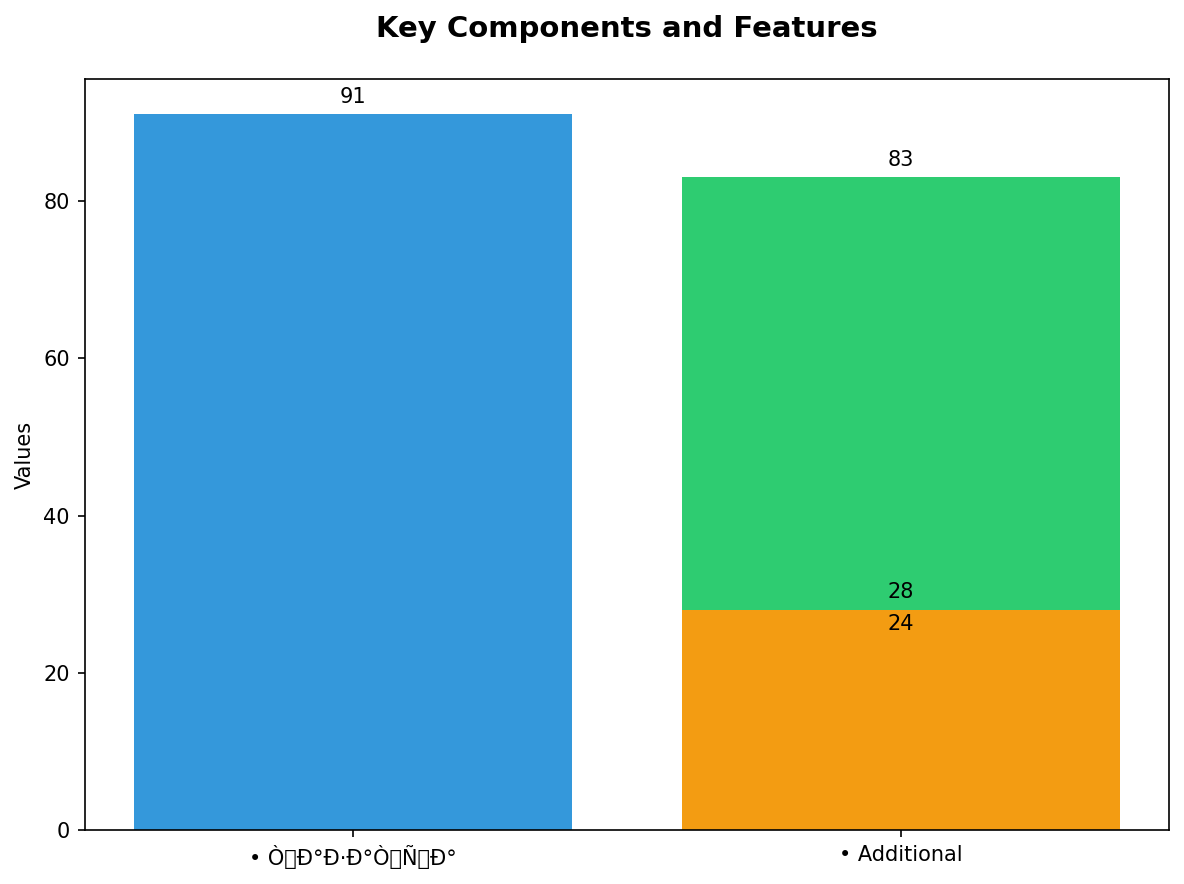 Key Components and Features
91
83
80
60
Values
40
28
24
20
0
• Ò▯Ð°Ð·Ð°Ò▯Ñ▯Ð°
• Additional